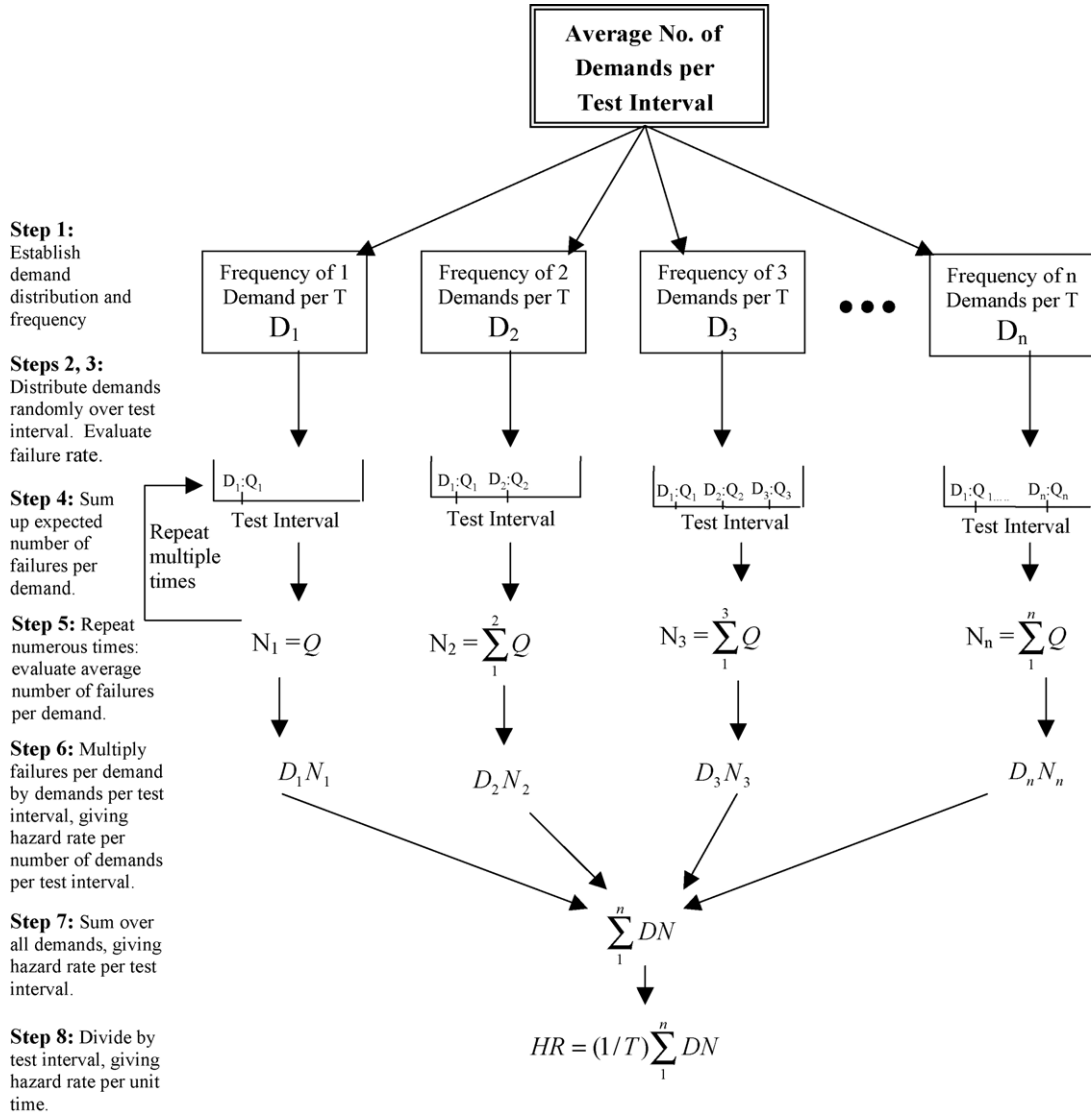 Average No. of
Demands per
Test Interval
Step 1:
Establish
demand
distribution and
frequency
Frequency of 1
Demand per T
D₁
Frequency of 2
Demands per T
D₂
Frequency of 3
Demands per T
D₃
●●●
Frequency of n
Demands per T
Dₙ
Steps 2, 3:
Distribute demands
randomly over test
interval. Evaluate
failure rate.
D₁:Q₁
Test Interval
D₁:Q₁ D₂:Q₂
Test Interval
D₁:Q₁ D₂:Q₂ D₃:Q₃
Test Interval
D₁:Q₁..... Dₙ:Qₙ
Test Interval
Step 4: Sum
up expected
number of
failures per
demand.
Repeat
multiple
times
Step 5: Repeat
numerous times:
evaluate average
number of failures
per demand.
N₁ = Q
N₂ = ∑₁² Q
N₃ = ∑₁³ Q
Nₙ = ∑₁ⁿ Q
Step 6: Multiply
failures per demand
by demands per test
interval, giving
hazard rate per
number of demands
per test interval.
D₁N₁
D₂N₂
D₃N₃
DₙNₙ
Step 7: Sum over
all demands, giving
hazard rate per test
interval.
∑₁ⁿ DN
Step 8: Divide by
test interval, giving
hazard rate per unit
time.
HR = (1/T)∑₁ⁿ DN